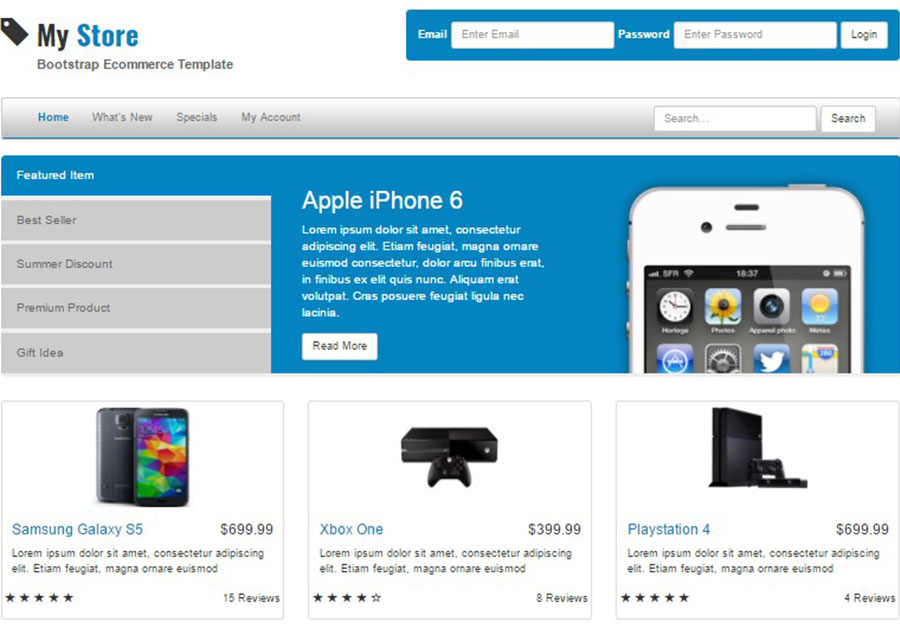 My Store
Bootstrap Ecommerce Template
Email Enter Email Password Enter Password Login
Home What's New Specials My Account Search... Search
Featured Item
Best Seller
Summer Discount
Premium Product
Gift Idea
Apple iPhone 6
Lorem ipsum dolor sit amet, consectetur
adipiscing elit. Etiam feugiat, magna ornare
euismod consectetur, dolor arcu finibus erat,
in finibus ex elit quis nunc. Aliquam erat
volutpat. Cras posuere feugiat ligula nec
lacinia.
Read More
SFR 18:37
Horloge Photos Appareil photo Météo
280
Samsung Galaxy S5 $699.99
Lorem ipsum dolor sit amet, consectetur adipiscing
elit. Etiam feugiat, magna ornare euismod
★★★★★ 15 Reviews
Xbox One $399.99
Lorem ipsum dolor sit amet, consectetur adipiscing
elit. Etiam feugiat, magna ornare euismod
★★★★☆ 8 Reviews
Playstation 4 $699.99
Lorem ipsum dolor sit amet, consectetur adipiscing
elit. Etiam feugiat, magna ornare euismod
★★★★★ 4 Reviews